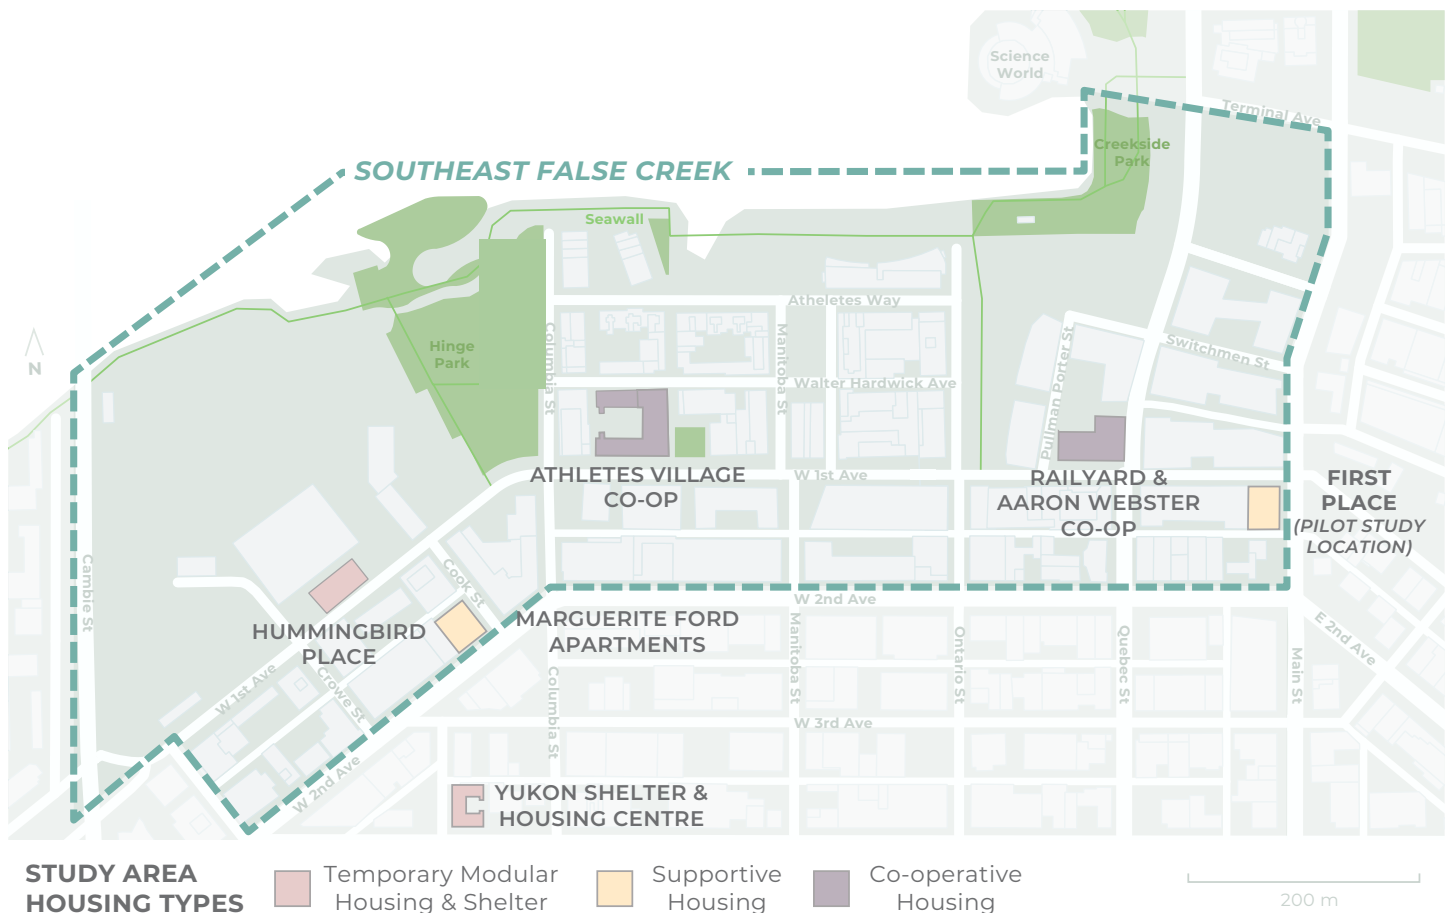 Science
World
Terminal Ave
Creekside
Park
SOUTHEAST FALSE CREEK
Seawall
Atheletes Way
Hinge
Park
N
Columbia St
Manitoba St
Pullman Porter St
Switchmen St
Walter Hardwick Ave
ATHLETES VILLAGE
CO-OP
W 1st Ave
RAILYARD &
AARON WEBSTER
CO-OP
FIRST
PLACE
(PILOT STUDY
LOCATION)
Cambie St
Cook St
HUMMINGBIRD
PLACE
MARGUERITE FORD
APARTMENTS
W 2nd Ave
E 2nd Ave
W 1st Ave
Crowe St
Columbia St
Manitoba St
Ontario St
Quebec St
Main St
W 3rd Ave
W 2nd Ave
YUKON SHELTER &
HOUSING CENTRE
STUDY AREA
HOUSING TYPES
Temporary Modular
Housing & Shelter
Supportive
Housing
Co-operative
Housing
200 m